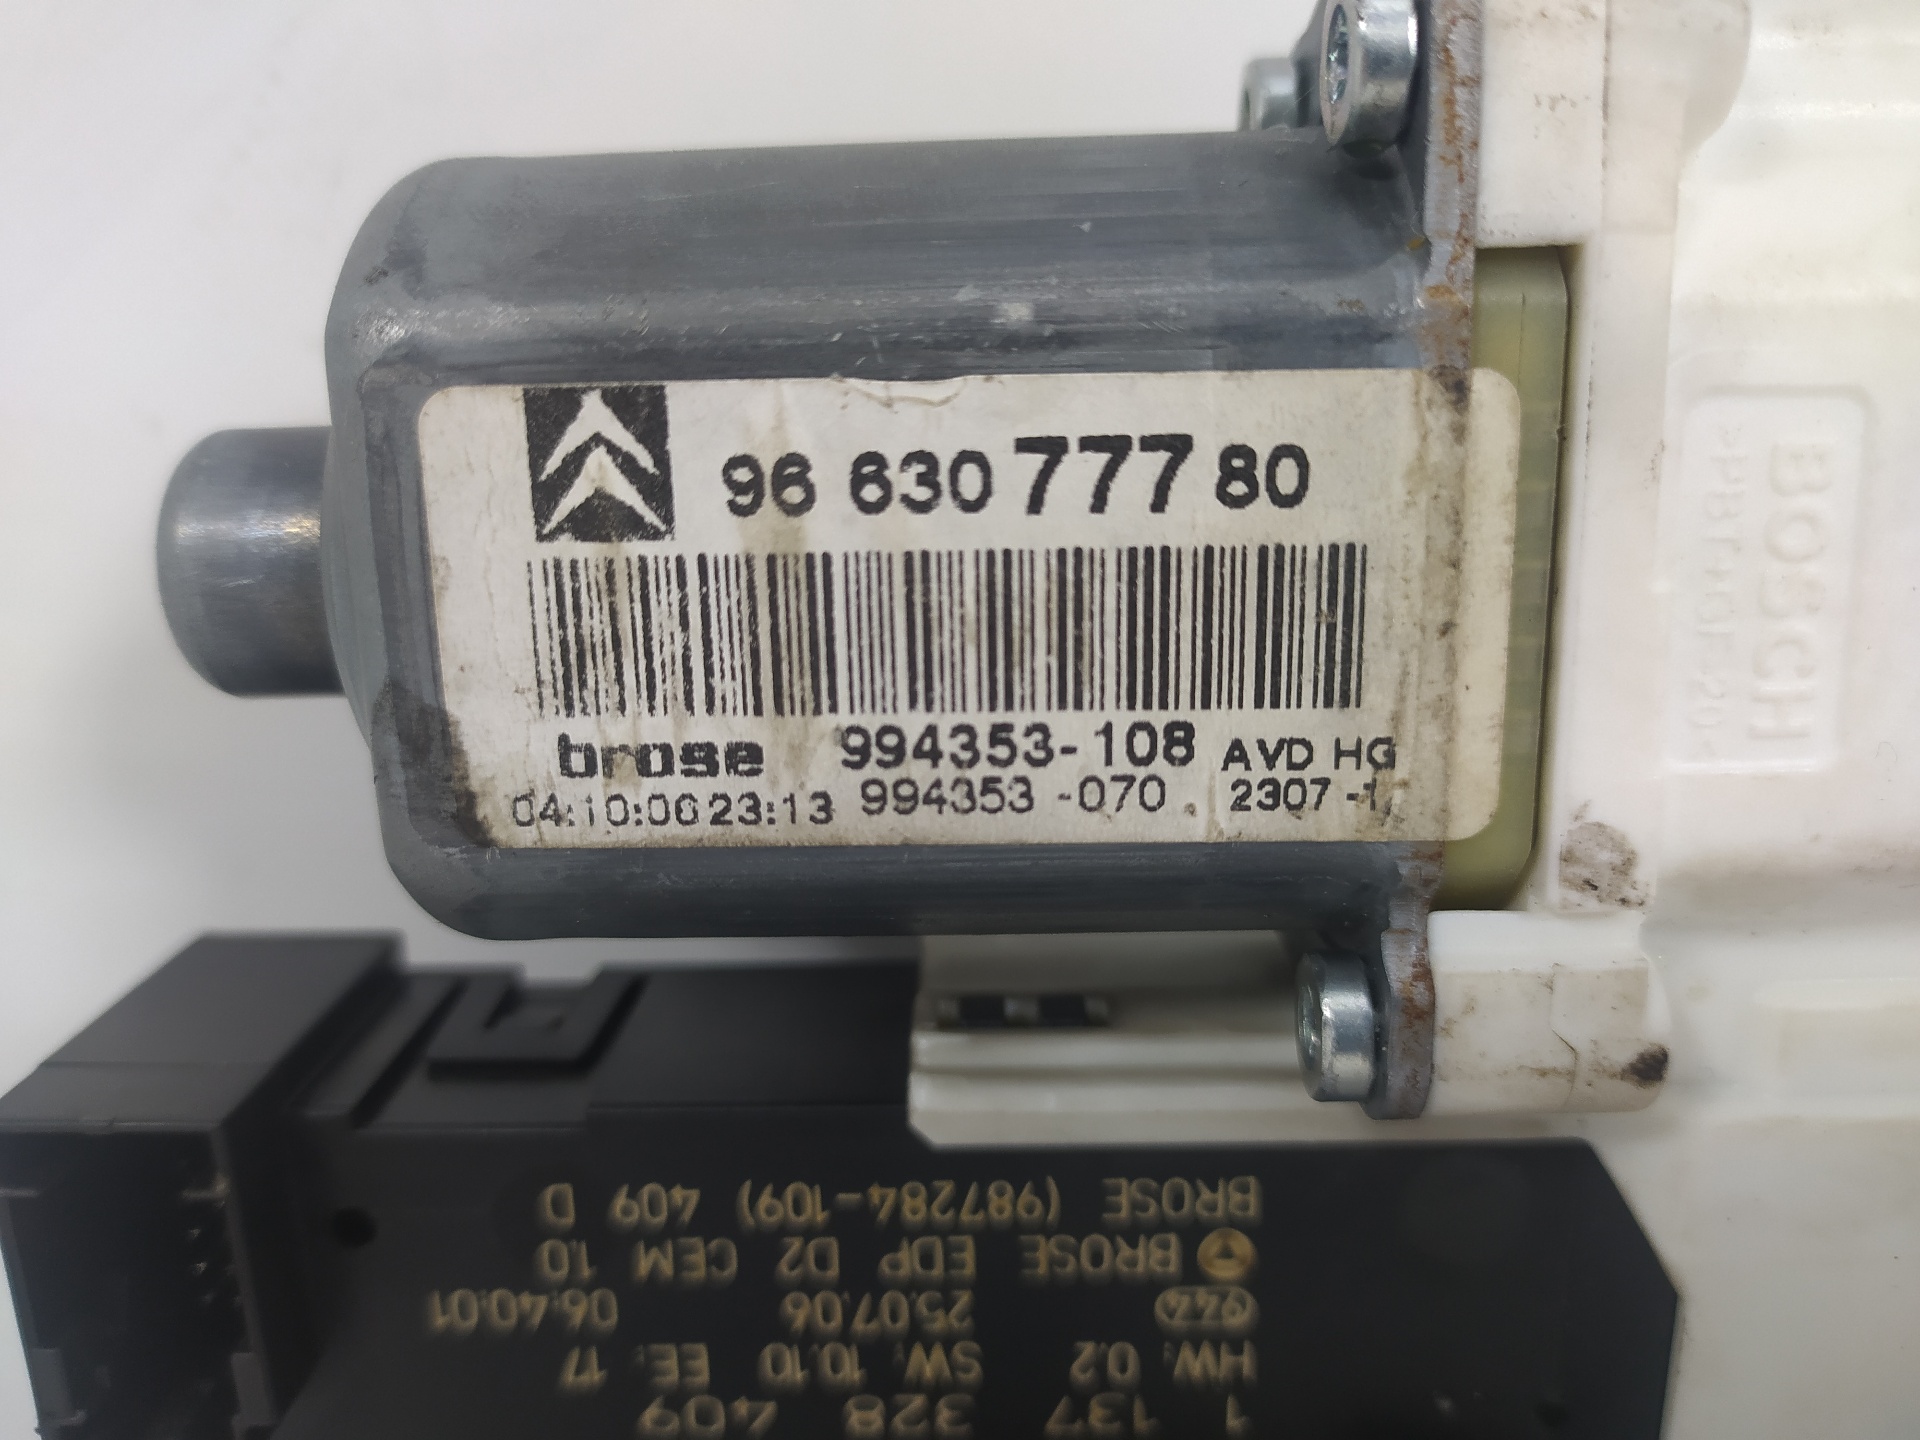 96 630 777 80
brose 994353-108 AVD HG
04:10:06 23:13 994353-070 2307-1
BOSCH
1 137 328 409
HW: 0.2 SW: 10.10 EE: 17
25.07.06 06:40:01
BROSE EDP D2 CEM 1.0
BROSE (987284-109) 409 D